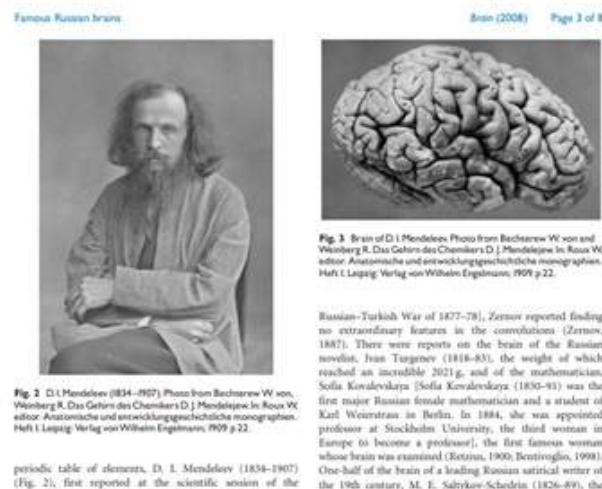 Famous Russian brains
Brain (2008) Page 3 of 8
Fig. 2 D. I. Mendeleev (1834–1907). Photo from Bechterew W. von,
Weinberg R. Das Gehirn des Chemikers D. J. Mendelejew. In: Roux W,
editor. Anatomische und entwicklungsgeschichtliche monographien.
Heft I. Leipzig: Verlag von Wilhelm Engelmann; 1909 p 22.
periodic table of elements, D. I. Mendeleev (1834–1907)
(Fig. 2), first reported at the scientific session of the
Fig. 3 Brain of D. I. Mendeleev. Photo from Bechterew W. von and
Weinberg R. Das Gehirn des Chemikers D. J. Mendelejew. In: Roux W,
editor. Anatomische und entwicklungsgeschichtliche monographien.
Heft I. Leipzig: Verlag von Wilhelm Engelmann; 1909 p 22.
Russian–Turkish War of 1877–78], Zernov reported finding
no extraordinary features in the convolutions (Zernov,
1887). There were reports on the brain of the Russian
novelist, Ivan Turgenev (1818–83), the weight of which
reached an incredible 2021 g, and of the mathematician,
Sofia Kovalevskaya [Sofia Kovalevskaya (1850–91) was the
first major Russian female mathematician and a student of
Karl Weierstrass in Berlin. In 1884, she was appointed
professor at Stockholm University, the third woman in
Europe to become a professor], the first famous woman
whose brain was examined (Retzius, 1900; Bentivoglio, 1998).
One-half of the brain of a leading Russian satirical writer of
the 19th century, M. E. Saltykov-Schedrin (1826–89), the